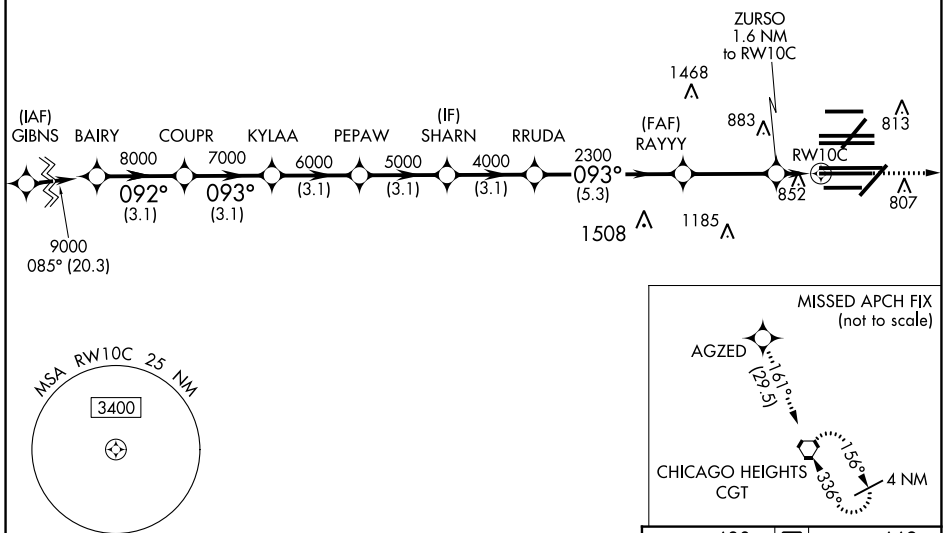 ZURSO
1.6 NM
to RW10C
1468
(IAF)
GIBNS
BAIRY
COUPR
KYLAA
PEPAW
(IF)
SHARN
RRUDA
(FAF)
RAYYY
883
813
RW10C
8000
092°
(3.1)
7000
093°
(3.1)
6000
(3.1)
5000
(3.1)
4000
(3.1)
2300
093°
(5.3)
852
807
1508
1185
9000
085° (20.3)
MISSED APCH FIX
(not to scale)
AGZED
161°
(29.5)
MSA RW10C 25 NM
3400
CHICAGO HEIGHTS
CGT
156°
336°
4 NM